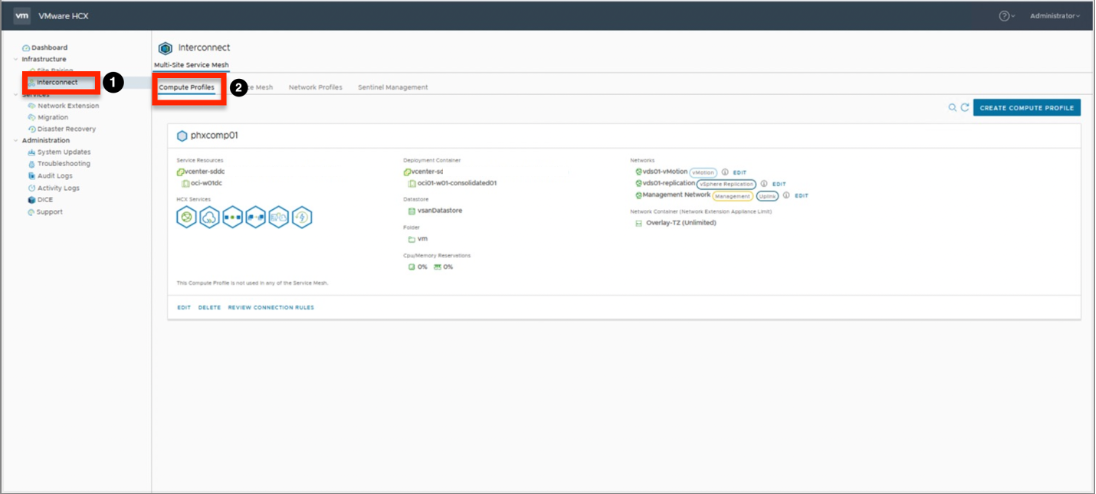 vm VMware HCX
Administrator
Dashboard
Infrastructure
Site Pairing
Interconnect
1
Services
Network Extension
Migration
Disaster Recovery
Administration
System Updates
Troubleshooting
Audit Logs
Activity Logs
DICE
Support
Interconnect
Multi-Site Service Mesh
Compute Profiles 2 Mesh Network Profiles Sentinel Management
CREATE COMPUTE PROFILE
phxcomp01
Service Resources
vcenter-sddc
oci-w01dc
HCX Services
Deployment Container
vcenter-sc
oci01-w01-consolidated01
Datastore
vsanDatastore
Folder
vm
Cpu/Memory Reservations
0% 0%
Networks
vds01-vMotion vMotion EDIT
vds01-replication vSphere Replication EDIT
Management Network Management Uplink EDIT
Network Container (Network Extension Appliance Limit)
Overlay-TZ (Unlimited)
This Compute Profile is not used in any of the Service Mesh.
EDIT DELETE REVIEW CONNECTION RULES